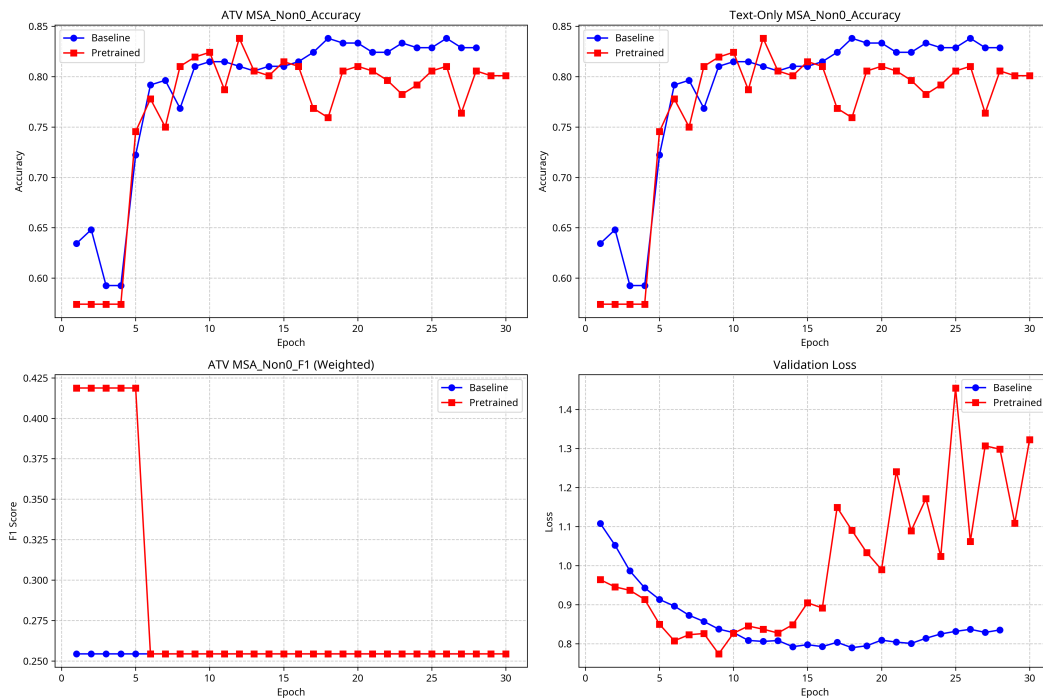 ATV MSA_Non0_Accuracy
0.85
0.80
0.75
0.70
0.65
0.60
Accuracy
Baseline
Pretrained
0 5 10 15 20 25 30
Epoch
Text-Only MSA_Non0_Accuracy
0.85
0.80
0.75
0.70
0.65
0.60
Accuracy
Baseline
Pretrained
0 5 10 15 20 25 30
Epoch
ATV MSA_Non0_F1 (Weighted)
0.425
0.400
0.375
0.350
0.325
0.300
0.275
0.250
F1 Score
Baseline
Pretrained
0 5 10 15 20 25 30
Epoch
Validation Loss
1.4
1.3
1.2
1.1
1.0
0.9
0.8
Loss
Baseline
Pretrained
0 5 10 15 20 25 30
Epoch